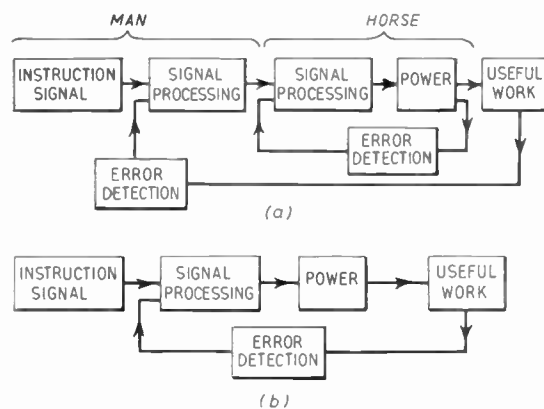 MAN
HORSE
INSTRUCTION
SIGNAL
SIGNAL
PROCESSING
SIGNAL
PROCESSING
POWER
USEFUL
WORK
ERROR
DETECTION
ERROR
DETECTION
(a)
INSTRUCTION
SIGNAL
SIGNAL
PROCESSING
POWER
USEFUL
WORK
ERROR
DETECTION
(b)